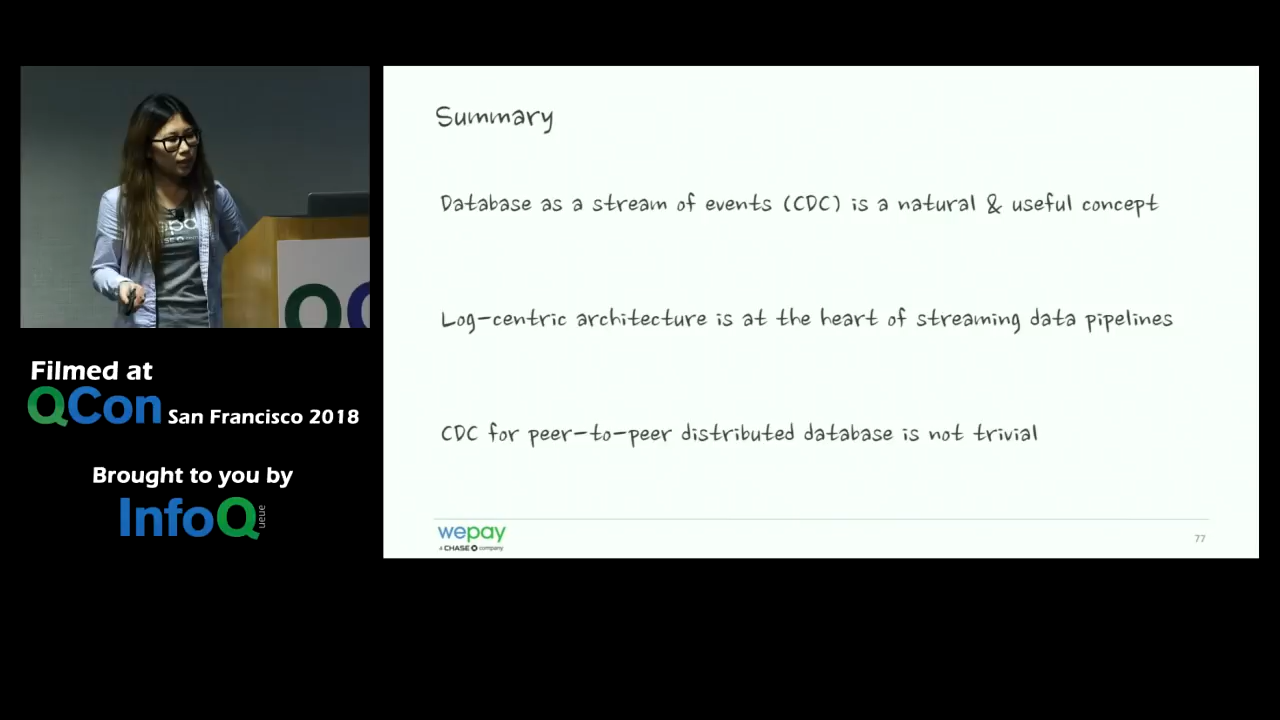 Summary
Database as a stream of events (CDC) is a natural & useful concept
Log-centric architecture is at the heart of streaming data pipelines
CDC for peer-to-peer distributed database is not trivial
wepay
a CHASE company
77
QC
Filmed at
QCon San Francisco 2018
Brought to you by
InfoQ
ueue